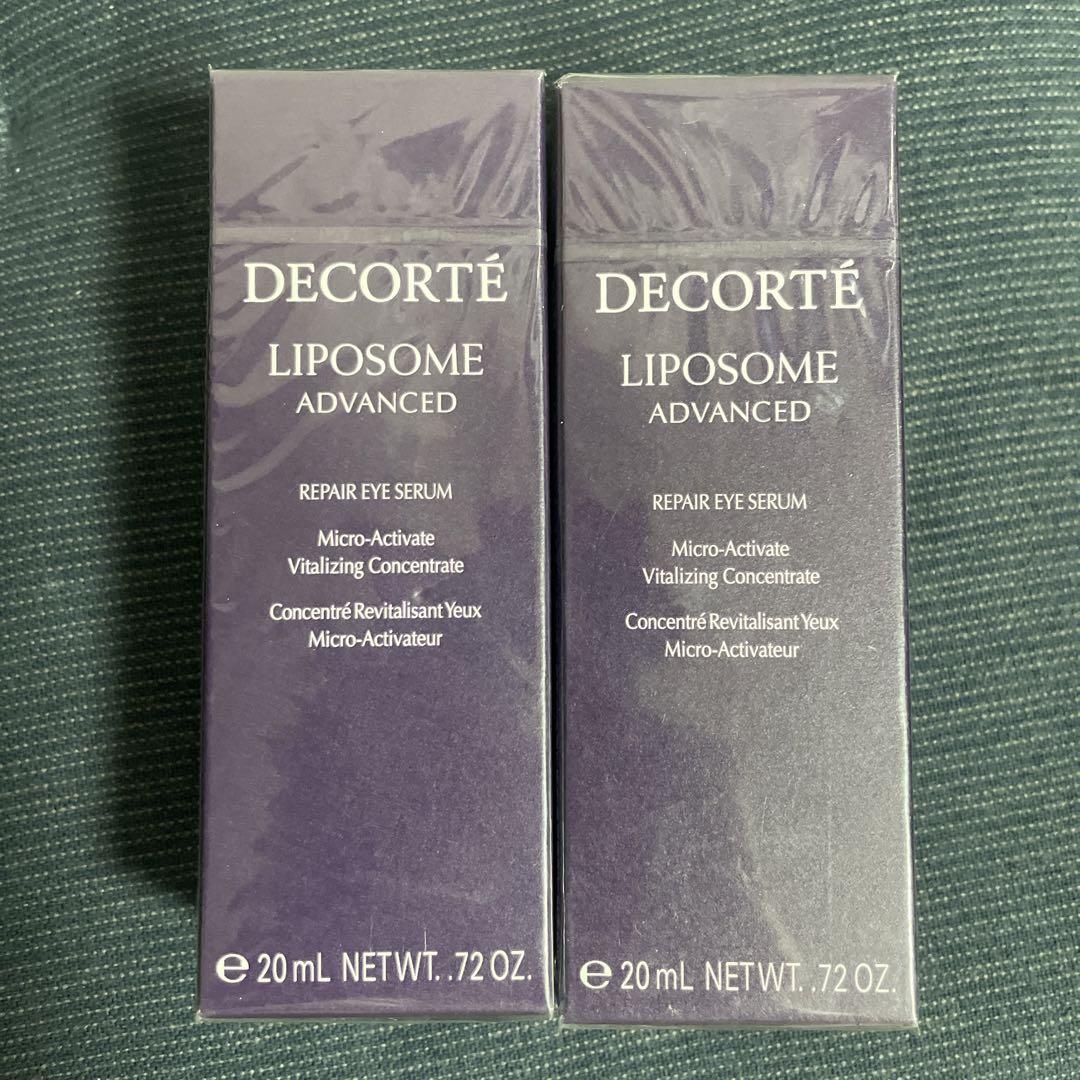 DECORTÉ
LIPOSOME
ADVANCED
REPAIR EYE SERUM
Micro-Activate
Vitalizing Concentrate
Concentré Revitalisant Yeux
Micro-Activateur
e 20 mL NET WT. .72 OZ.
DECORTÉ
LIPOSOME
ADVANCED
REPAIR EYE SERUM
Micro-Activate
Vitalizing Concentrate
Concentré Revitalisant Yeux
Micro-Activateur
e 20 mL NET WT. .72 OZ.